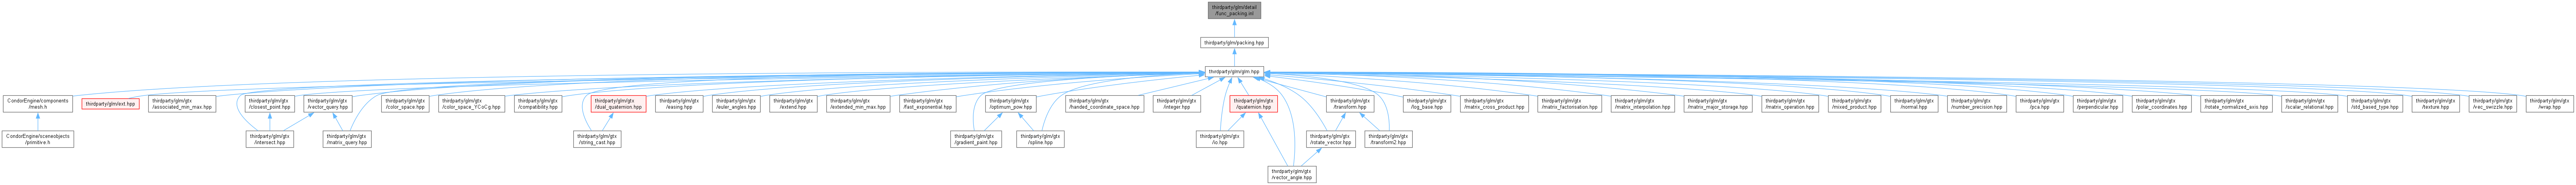 thirdparty/glm/detail
/func_packing.inl
thirdparty/glm/packing.hpp
thirdparty/glm/glm.hpp
CondorEngine/components
/mesh.h
thirdparty/glm/ext.hpp
thirdparty/glm/gtx
/associated_min_max.hpp
thirdparty/glm/gtx
/closest_point.hpp
thirdparty/glm/gtx
/vector_query.hpp
thirdparty/glm/gtx
/color_space.hpp
thirdparty/glm/gtx
/color_space_YCoCg.hpp
thirdparty/glm/gtx
/compatibility.hpp
thirdparty/glm/gtx
/dual_quaternion.hpp
thirdparty/glm/gtx
/easing.hpp
thirdparty/glm/gtx
/euler_angles.hpp
thirdparty/glm/gtx
/extend.hpp
thirdparty/glm/gtx
/extended_min_max.hpp
thirdparty/glm/gtx
/fast_exponential.hpp
thirdparty/glm/gtx
/optimum_pow.hpp
thirdparty/glm/gtx
/handed_coordinate_space.hpp
thirdparty/glm/gtx
/integer.hpp
thirdparty/glm/gtx
/quaternion.hpp
thirdparty/glm/gtx
/transform.hpp
thirdparty/glm/gtx
/log_base.hpp
thirdparty/glm/gtx
/matrix_cross_product.hpp
thirdparty/glm/gtx
/matrix_factorisation.hpp
thirdparty/glm/gtx
/matrix_interpolation.hpp
thirdparty/glm/gtx
/matrix_major_storage.hpp
thirdparty/glm/gtx
/matrix_operation.hpp
thirdparty/glm/gtx
/mixed_product.hpp
thirdparty/glm/gtx
/normal.hpp
thirdparty/glm/gtx
/number_precision.hpp
thirdparty/glm/gtx
/pca.hpp
thirdparty/glm/gtx
/perpendicular.hpp
thirdparty/glm/gtx
/polar_coordinates.hpp
thirdparty/glm/gtx
/rotate_normalized_axis.hpp
thirdparty/glm/gtx
/scalar_relational.hpp
thirdparty/glm/gtx
/std_based_type.hpp
thirdparty/glm/gtx
/texture.hpp
thirdparty/glm/gtx
/vec_swizzle.hpp
thirdparty/glm/gtx
/wrap.hpp
CondorEngine/sceneobjects
/primitive.h
thirdparty/glm/gtx
/intersect.hpp
thirdparty/glm/gtx
/matrix_query.hpp
thirdparty/glm/gtx
/string_cast.hpp
thirdparty/glm/gtx
/gradient_paint.hpp
thirdparty/glm/gtx
/spline.hpp
thirdparty/glm/gtx
/io.hpp
thirdparty/glm/gtx
/rotate_vector.hpp
thirdparty/glm/gtx
/transform2.hpp
thirdparty/glm/gtx
/vector_angle.hpp